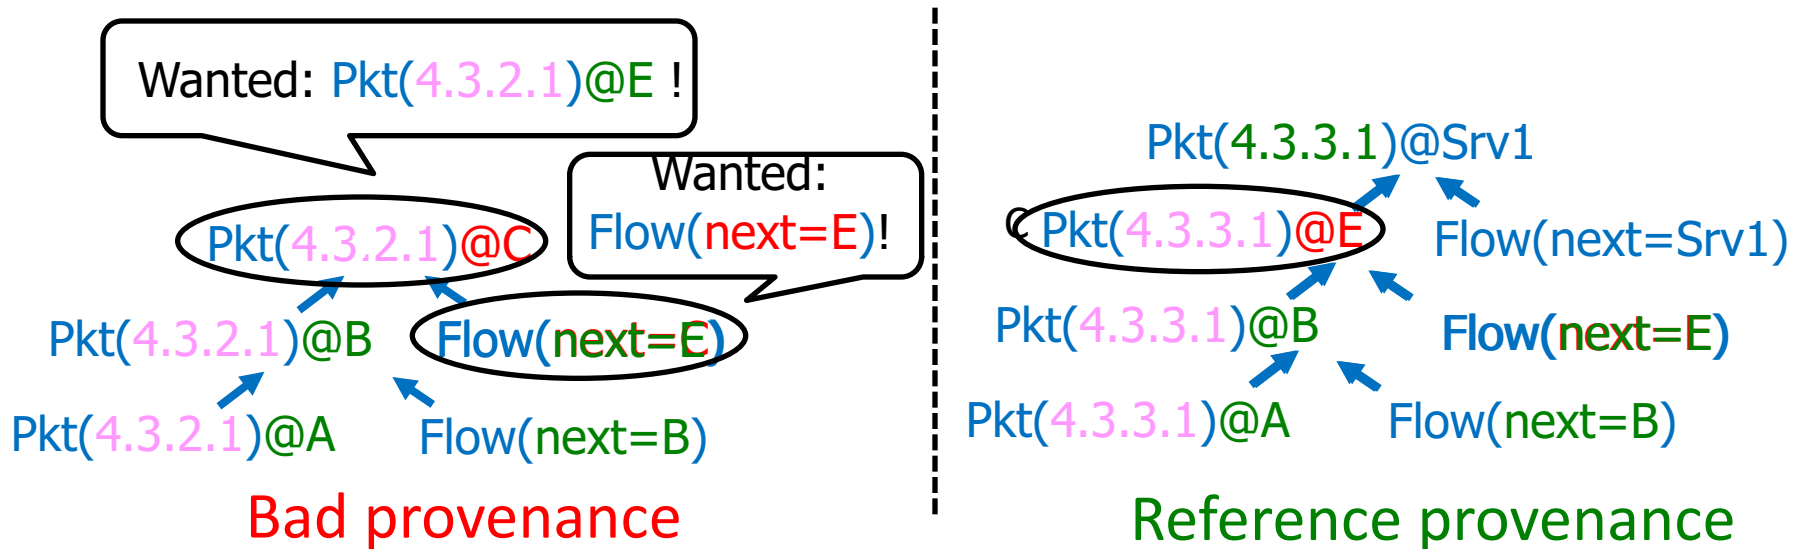 Wanted: Pkt(4.3.2.1)@E !
Wanted:
Flow(next=E)!
Pkt(4.3.2.1)@C
Pkt(4.3.2.1)@B
Flow(next=E)
Pkt(4.3.2.1)@A
Flow(next=B)
Bad provenance
Pkt(4.3.3.1)@Srv1
Pkt(4.3.3.1)@E
Flow(next=Srv1)
Pkt(4.3.3.1)@B
Flow(next=E)
Pkt(4.3.3.1)@A
Flow(next=B)
Reference provenance